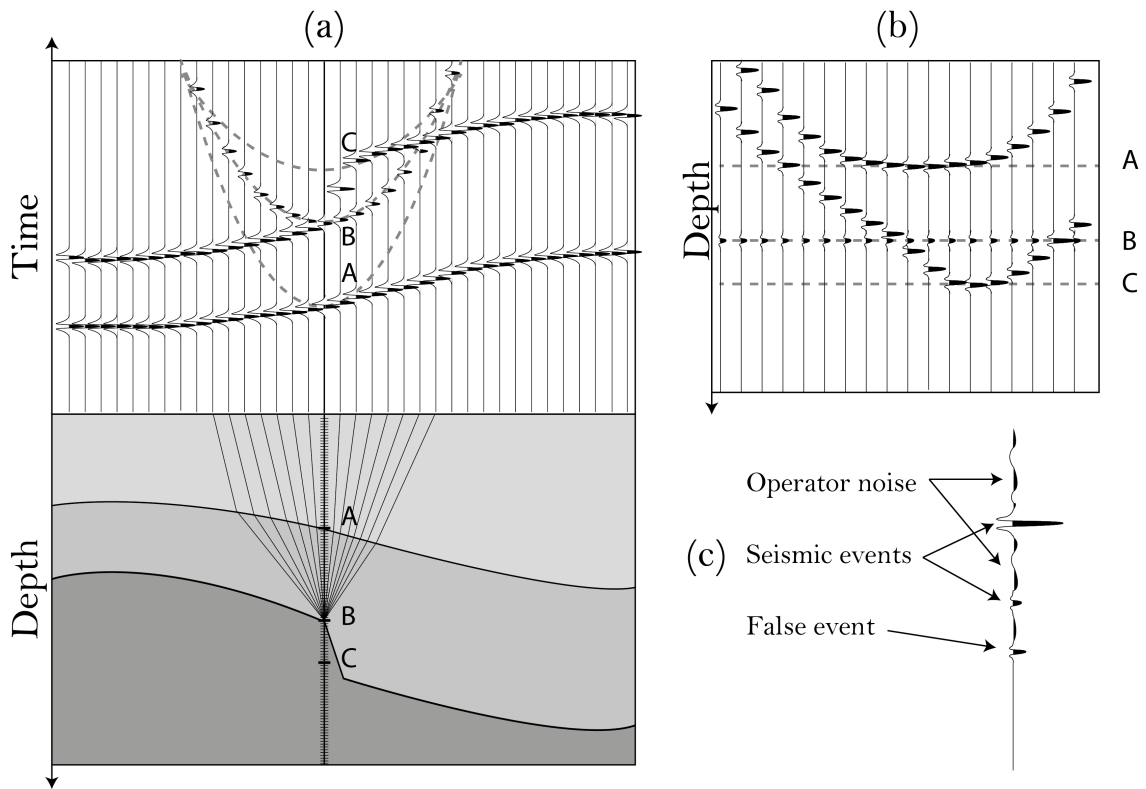 (a)
Time
C
B
A
Depth
A
B
C
(b)
Depth
A
B
C
(c)
Operator noise
Seismic events
False event